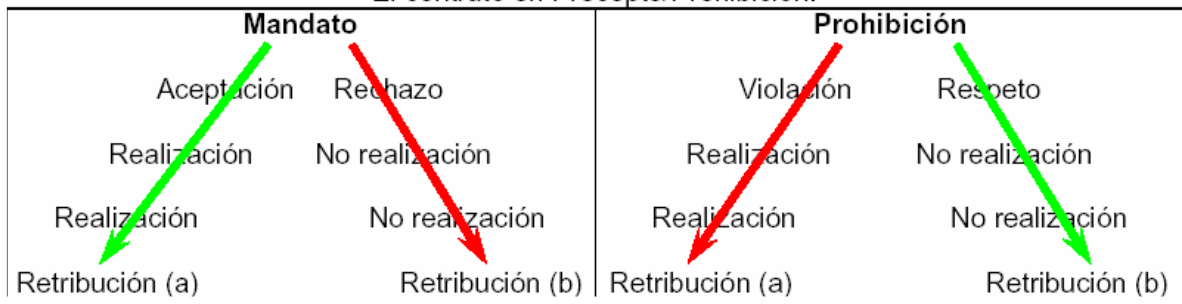 Mandato
Aceptación Rechazo
Realización No realización
Realización No realización
Retribución (a) Retribución (b)
Prohibición
Violación Respeto
Realización No realización
Realización No realización
Retribución (a) Retribución (b)